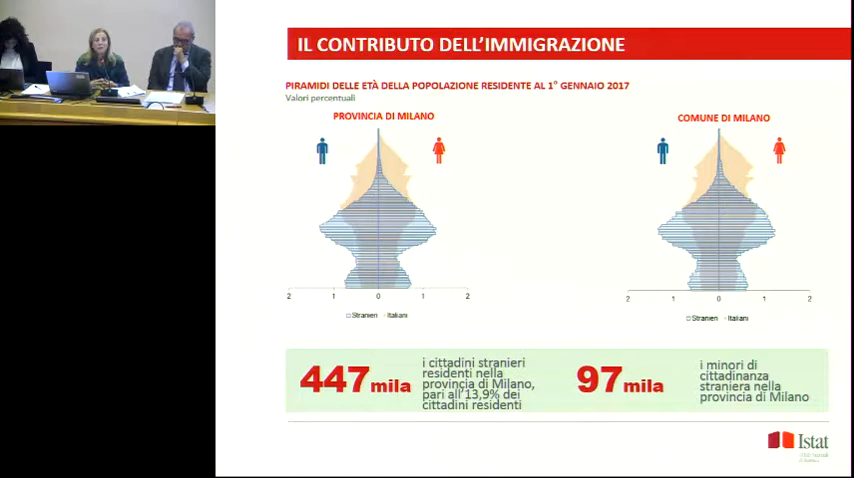 IL CONTRIBUTO DELL'IMMIGRAZIONE
PIRAMIDI DELLE ETÀ DELLA POPOLAZIONE RESIDENTE AL 1° GENNAIO 2017
Valori percentuali
PROVINCIA DI MILANO
COMUNE DI MILANO
2 1 0 1 2
2 1 0 1 2
Stranieri Italiani
Stranieri Italiani
447 mila
i cittadini stranieri
residenti nella
provincia di Milano,
pari all'13,9% dei
cittadini residenti
97 mila
i minori di
cittadinanza
straniera nella
provincia di Milano
Istat